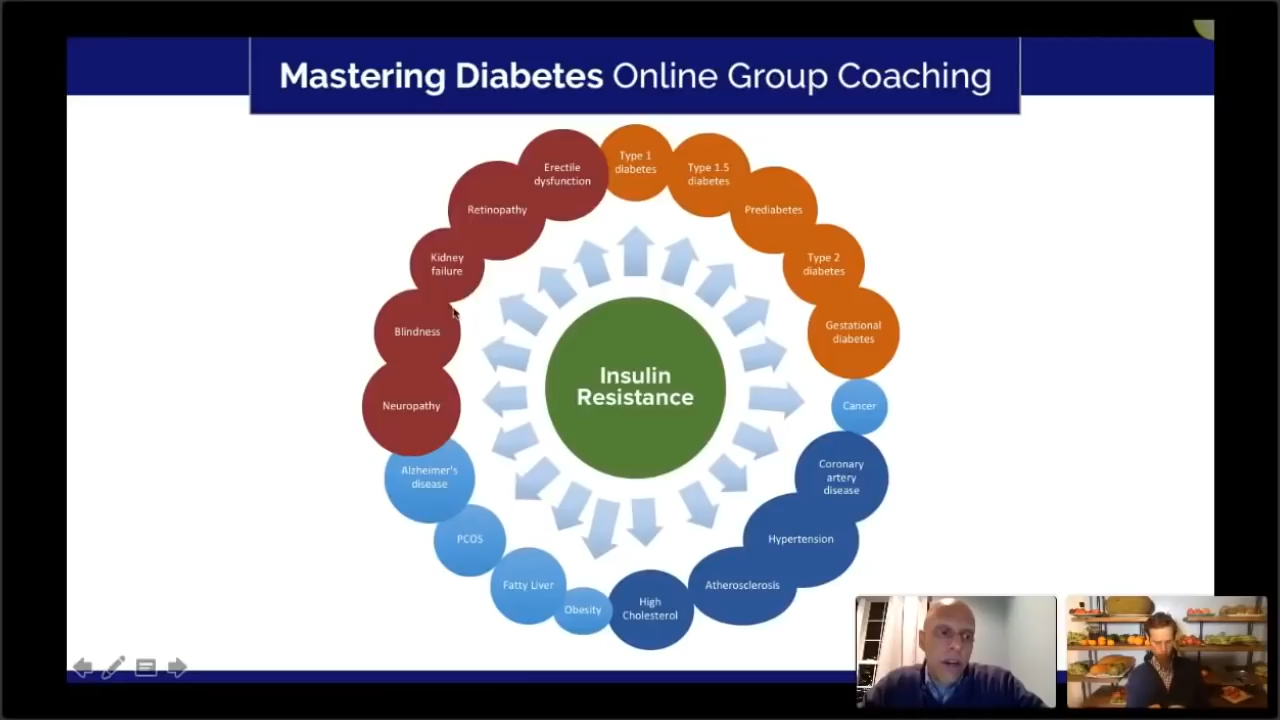 Mastering Diabetes Online Group Coaching
Erectile
dysfunction
Type 1
diabetes
Type 1.5
diabetes
Retinopathy
Prediabetes
Kidney
failure
Type 2
diabetes
Blindness
Gestational
diabetes
Insulin
Resistance
Neuropathy
Cancer
Alzheimer's
disease
Coronary
artery
disease
PCOS
Hypertension
Fatty Liver
Atherosclerosis
Obesity
High
Cholesterol